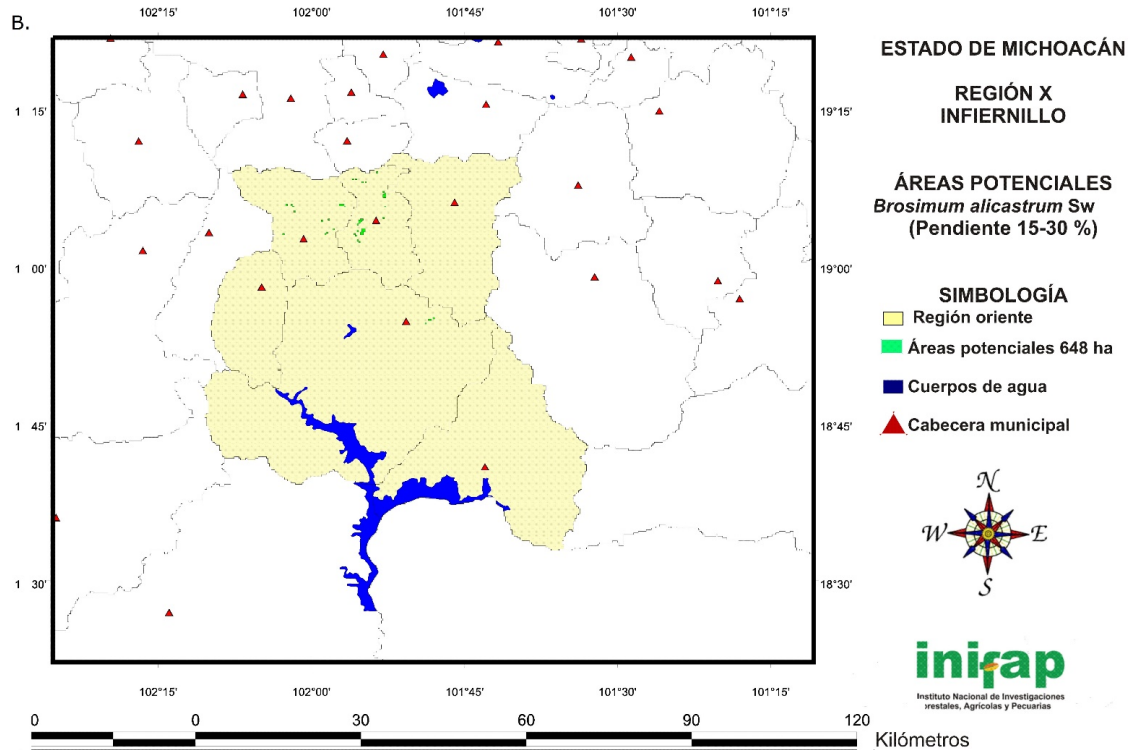 B.
102°15' 102°00' 101°45' 101°30' 101°15'
1 15' 19°15'
1 00' 19°00'
1 45' 18°45'
1 30' 18°30'
102°15' 102°00' 101°45' 101°30' 101°15'
0 0 30 60 90 120
Kilómetros
ESTADO DE MICHOACÁN
REGIÓN X
INFIERNILLO
ÁREAS POTENCIALES
Brosimum alicastrum Sw
(Pendiente 15-30 %)
SIMBOLOGÍA
Región oriente
Áreas potenciales 648 ha
Cuerpos de agua
Cabecera municipal
N
W E
S
inifap
Instituto Nacional de Investigaciones
orestales, Agrícolas y Pecuarias